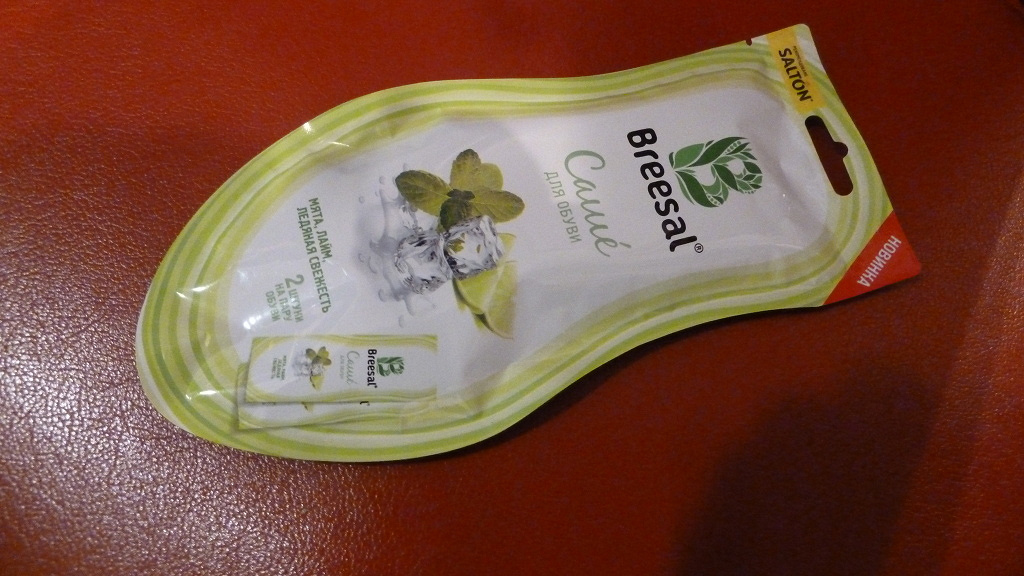 SALTON
НОВИНКА
Breesal®
Саше
ДЛЯ ОБУВИ
МЯТА, ЛАЙМ,
ЛЕДЯНАЯ СВЕЖЕСТЬ
2 ШТУКИ
НА ПАРУ
ОБУВИ
Breesal
Саше